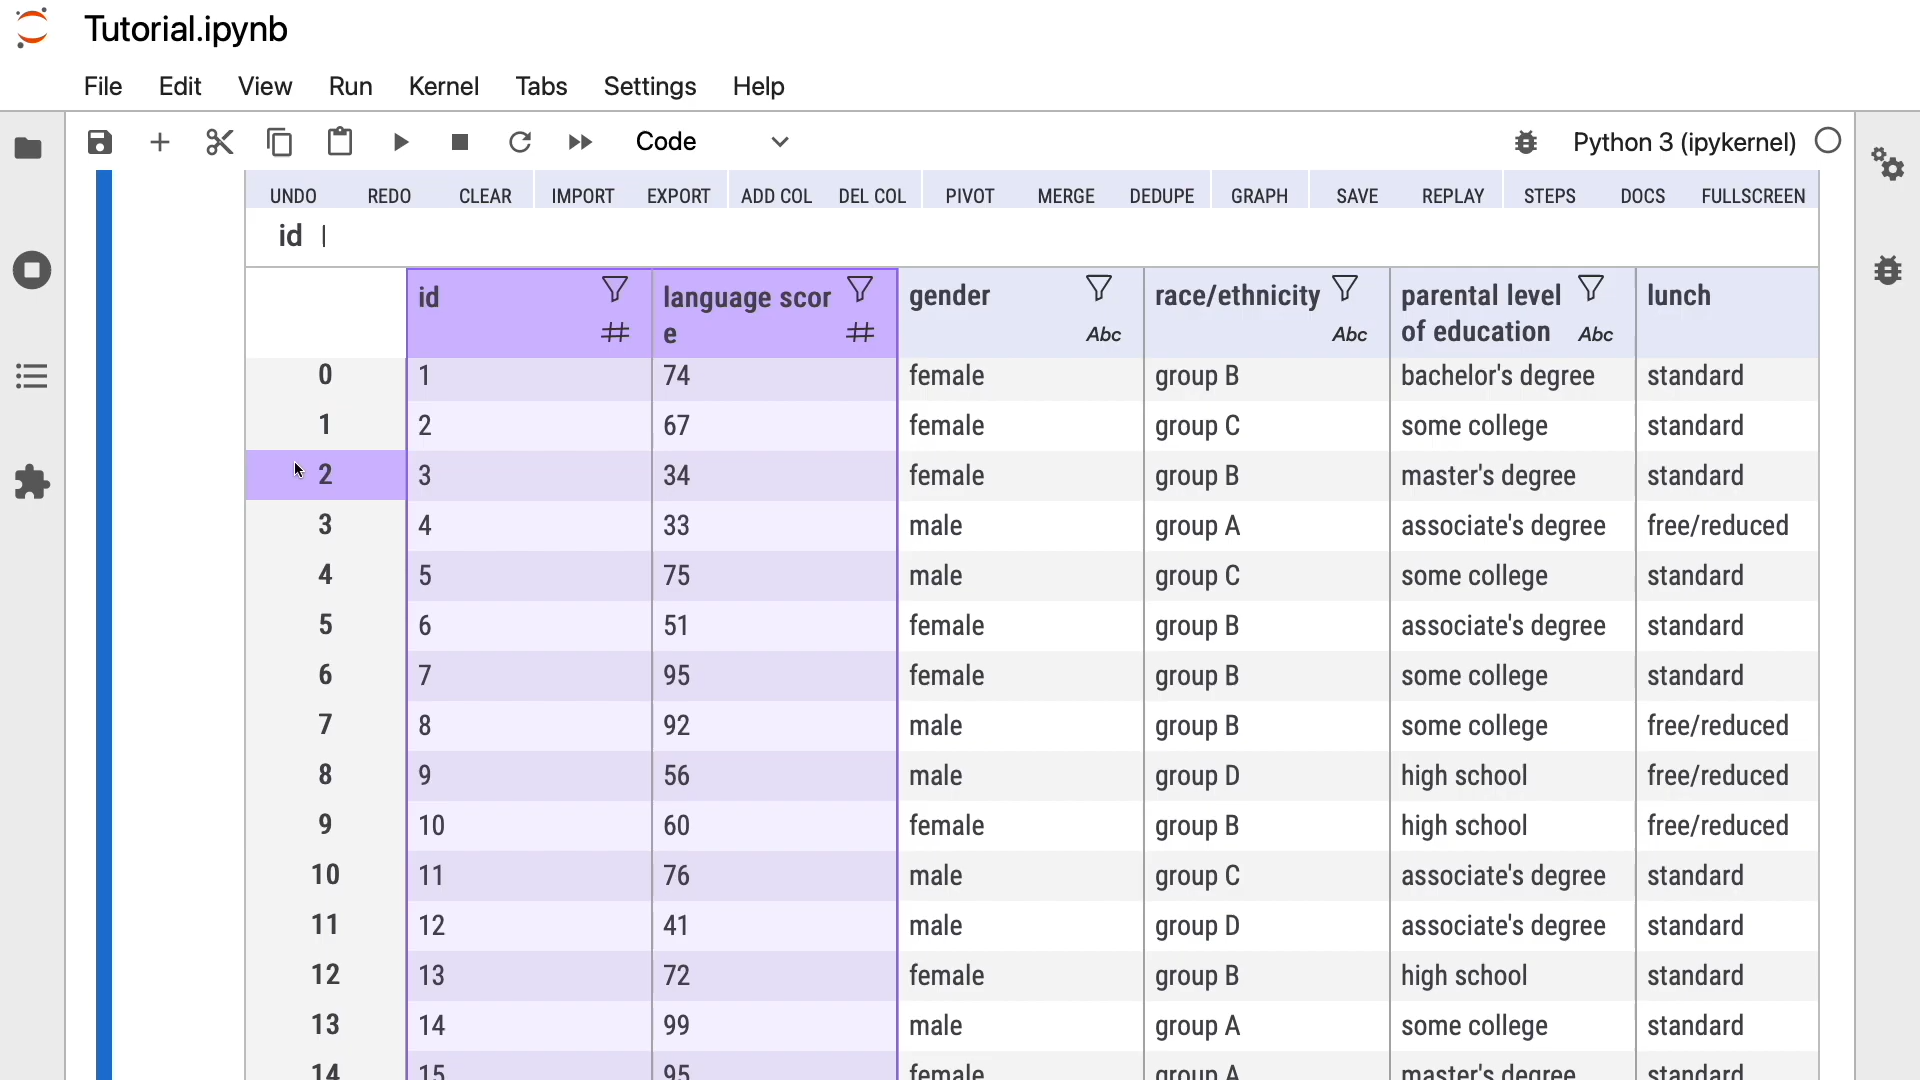 Tutorial.ipynb
File Edit View Run Kernel Tabs Settings Help
Code Python 3 (ipykernel)
UNDO REDO CLEAR IMPORT EXPORT ADD COL DEL COL PIVOT MERGE DEDUPE GRAPH SAVE REPLAY STEPS DOCS FULLSCREEN
id |
id language scor gender race/ethnicity parental level lunch
# e # Abc Abc of education Abc
0 1 74 female group B bachelor's degree standard
1 2 67 female group C some college standard
2 3 34 female group B master's degree standard
3 4 33 male group A associate's degree free/reduced
4 5 75 male group C some college standard
5 6 51 female group B associate's degree standard
6 7 95 female group B some college standard
7 8 92 male group B some college free/reduced
8 9 56 male group D high school free/reduced
9 10 60 female group B high school free/reduced
10 11 76 male group C associate's degree standard
11 12 41 male group D associate's degree standard
12 13 72 female group B high school standard
13 14 99 male group A some college standard
14 15 95 female group A master's degree standard